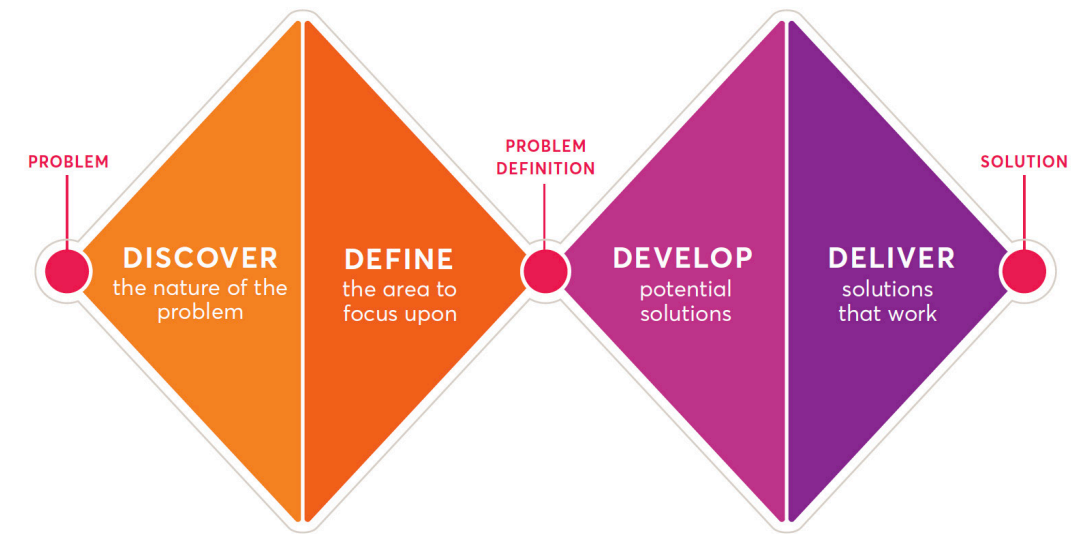 PROBLEM
PROBLEM
DEFINITION
SOLUTION
DISCOVER
the nature of the
problem
DEFINE
the area to
focus upon
DEVELOP
potential
solutions
DELIVER
solutions
that work